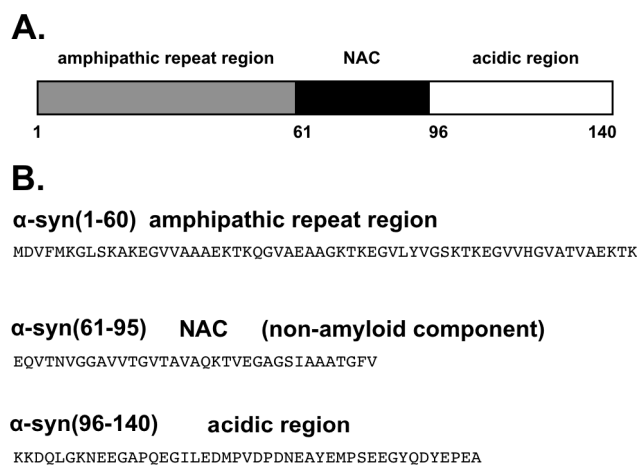 A.
amphipathic repeat region NAC acidic region
1 61 96 140
B.
α-syn(1-60) amphipathic repeat region
MDVFMKGLSKAKEGVVAAAEKTKQGVAEAAGKTKEGVLYVGSKTKEGVVHGVATVAEKTK
α-syn(61-95) NAC (non-amyloid component)
EQVTNVGGAVVTGVTAVAQKTVEGAGSIAAATGFV
α-syn(96-140) acidic region
KKDQLGKNEEGAPQEGILEDMPVDPDNEAYEMPSEEGYQDYEPEA